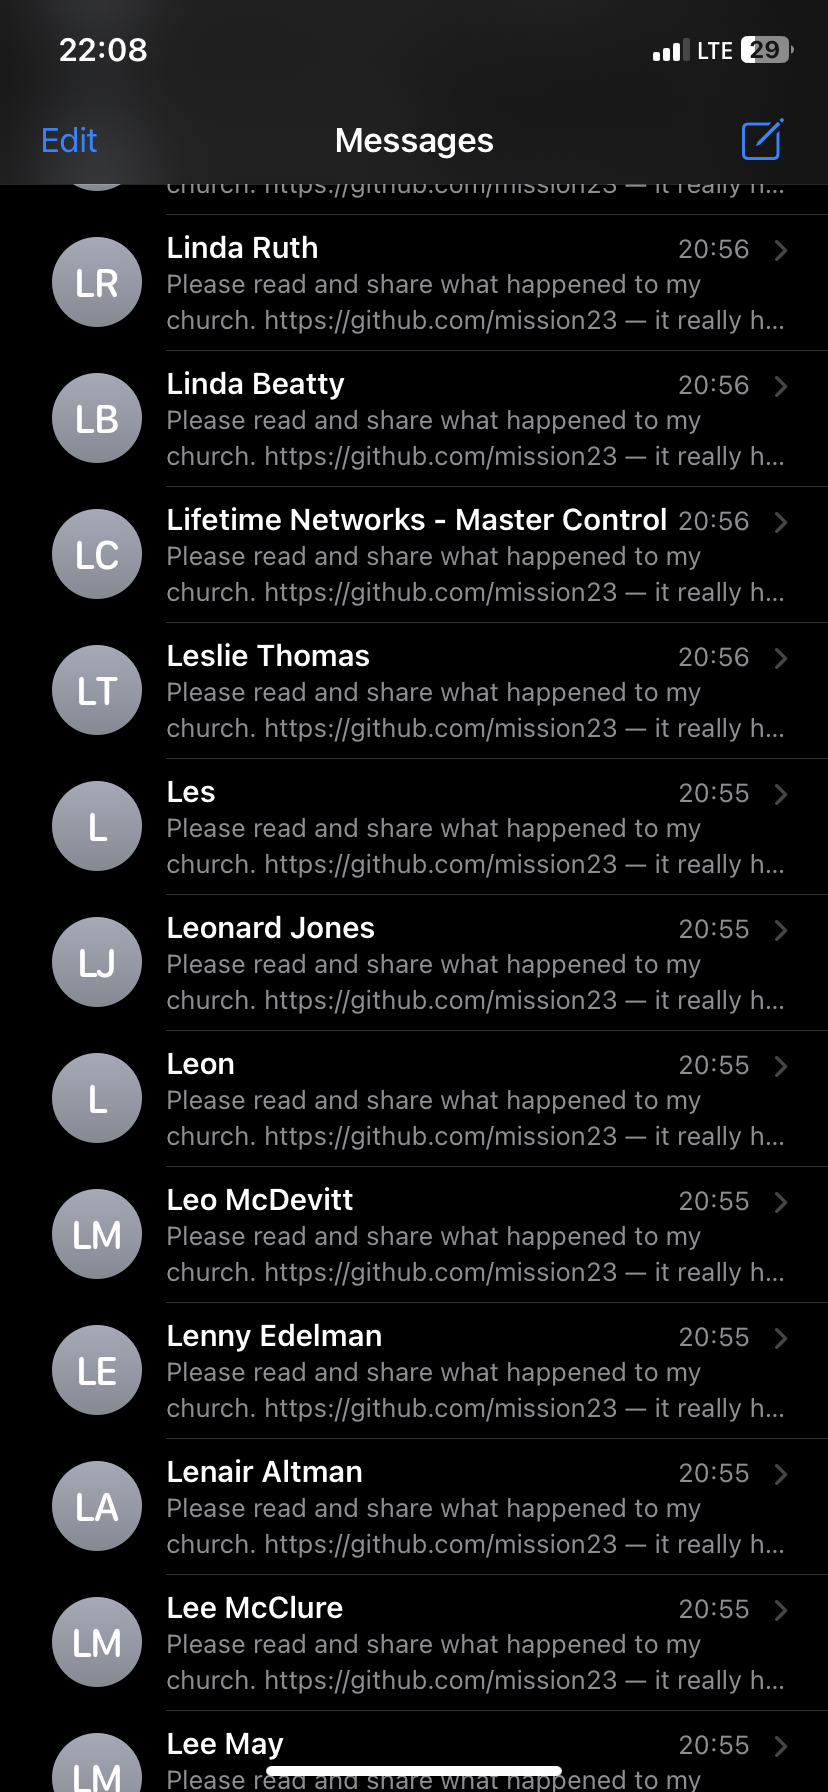 22:08
LTE 29
Edit
Messages
church. https://github.com/mission23 — it really h...
LR
Linda Ruth
20:56
Please read and share what happened to my
church. https://github.com/mission23 — it really h...
LB
Linda Beatty
20:56
Please read and share what happened to my
church. https://github.com/mission23 — it really h...
LC
Lifetime Networks - Master Control
20:56
Please read and share what happened to my
church. https://github.com/mission23 — it really h...
LT
Leslie Thomas
20:56
Please read and share what happened to my
church. https://github.com/mission23 — it really h...
L
Les
20:55
Please read and share what happened to my
church. https://github.com/mission23 — it really h...
LJ
Leonard Jones
20:55
Please read and share what happened to my
church. https://github.com/mission23 — it really h...
L
Leon
20:55
Please read and share what happened to my
church. https://github.com/mission23 — it really h...
LM
Leo McDevitt
20:55
Please read and share what happened to my
church. https://github.com/mission23 — it really h...
LE
Lenny Edelman
20:55
Please read and share what happened to my
church. https://github.com/mission23 — it really h...
LA
Lenair Altman
20:55
Please read and share what happened to my
church. https://github.com/mission23 — it really h...
LM
Lee McClure
20:55
Please read and share what happened to my
church. https://github.com/mission23 — it really h...
LM
Lee May
20:55
Please read and share what happened to my